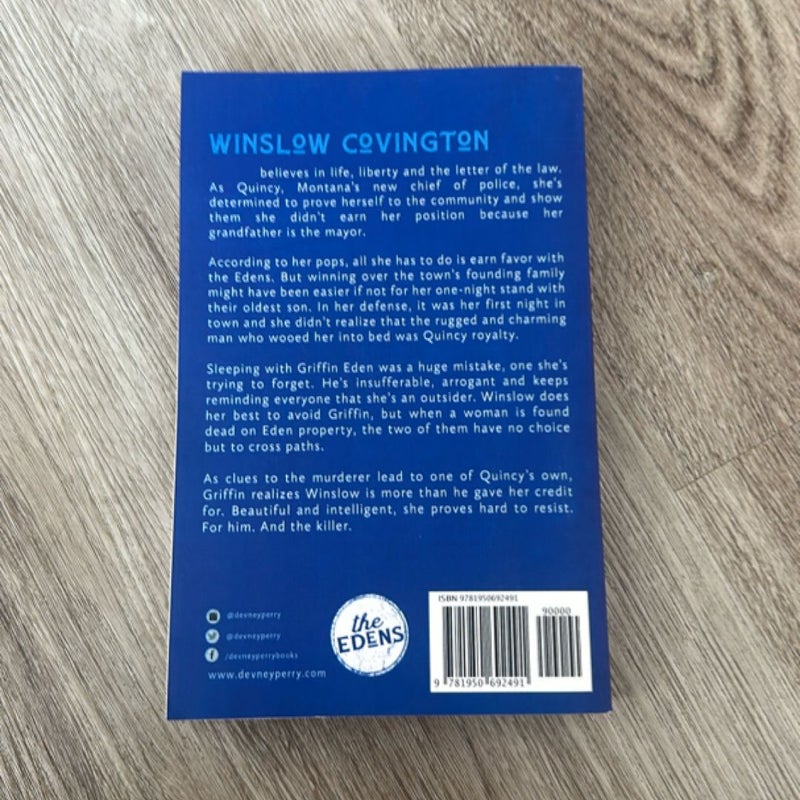 WINSLOW COVINGTON
believes in life, liberty and the letter of the law.
As Quincy, Montana's new chief of police, she's
determined to prove herself to the community and show
them she didn't earn her position because her
grandfather is the mayor.
According to her pops, all she has to do is earn favor with
the Edens. But winning over the town's founding family
might have been easier if not for her one-night stand with
their oldest son. In her defense, it was her first night in
town and she didn't realize that the rugged and charming
man who wooed her into bed was Quincy royalty.
Sleeping with Griffin Eden was a huge mistake, one she's
trying to forget. He's insufferable, arrogant and keeps
reminding everyone that she's an outsider. Winslow does
her best to avoid Griffin, but when a woman is found
dead on Eden property, the two of them have no choice
but to cross paths.
As clues to the murderer lead to one of Quincy's own,
Griffin realizes Winslow is more than he gave her credit
for. Beautiful and intelligent, she proves hard to resist.
For him. And the killer.
@devneyperry
@devneyperry
/devneyperrybooks
www.devneyperry.com
the
EDENS
ISBN 9781950692491
90000
9 781950 692491